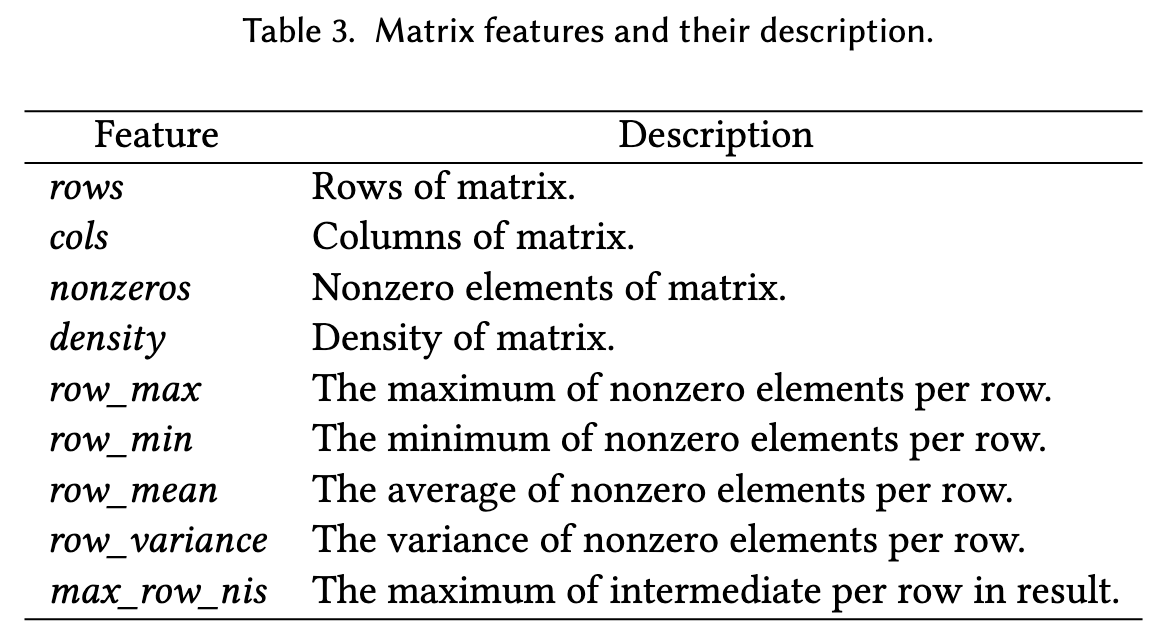 Table 3. Matrix features and their description.
Feature Description
rows Rows of matrix.
cols Columns of matrix.
nonzeros Nonzero elements of matrix.
density Density of matrix.
row_max The maximum of nonzero elements per row.
row_min The minimum of nonzero elements per row.
row_mean The average of nonzero elements per row.
row_variance The variance of nonzero elements per row.
max_row_nis The maximum of intermediate per row in result.